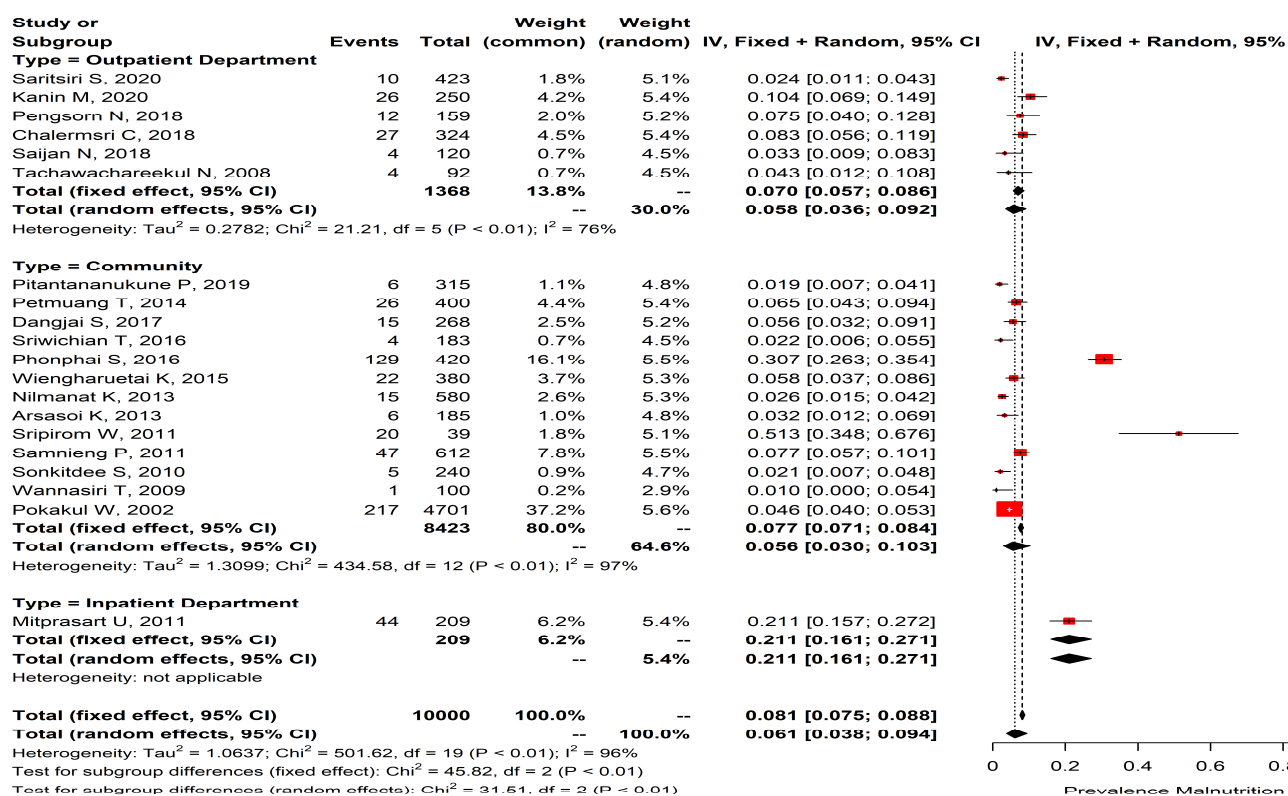 Study or Weight Weight
Subgroup Events Total (common) (random) IV, Fixed + Random, 95% CI IV, Fixed + Random, 95%
Type = Outpatient Department
Saritsiri S, 2020 10 423 1.8% 5.1% 0.024 [0.011; 0.043]
Kanin M, 2020 26 250 4.2% 5.4% 0.104 [0.069; 0.149]
Pengsorn N, 2018 12 159 2.0% 5.2% 0.075 [0.040; 0.128]
Chalermsri C, 2018 27 324 4.5% 5.4% 0.083 [0.056; 0.119]
Saijan N, 2018 4 120 0.7% 4.5% 0.033 [0.009; 0.083]
Tachawachareekul N, 2008 4 92 0.7% 4.5% 0.043 [0.012; 0.108]
Total (fixed effect, 95% CI) 1368 13.8% -- 0.070 [0.057; 0.086]
Total (random effects, 95% CI) -- 30.0% 0.058 [0.036; 0.092]
Heterogeneity: Tau² = 0.2782; Chi² = 21.21, df = 5 (P < 0.01); I² = 76%
Type = Community
Pitantananukune P, 2019 6 315 1.1% 4.8% 0.019 [0.007; 0.041]
Petmuang T, 2014 26 400 4.4% 5.4% 0.065 [0.043; 0.094]
Dangjai S, 2017 15 268 2.5% 5.2% 0.056 [0.032; 0.091]
Sriwichian T, 2016 4 183 0.7% 4.5% 0.022 [0.006; 0.055]
Phonphai S, 2016 129 420 16.1% 5.5% 0.307 [0.263; 0.354]
Wiengharuetai K, 2015 22 380 3.7% 5.3% 0.058 [0.037; 0.086]
Nilmanat K, 2013 15 580 2.6% 5.3% 0.026 [0.015; 0.042]
Arsasoi K, 2013 6 185 1.0% 4.8% 0.032 [0.012; 0.069]
Sripirom W, 2011 20 39 1.8% 5.1% 0.513 [0.348; 0.676]
Samnieng P, 2011 47 612 7.8% 5.5% 0.077 [0.057; 0.101]
Sonkitdee S, 2010 5 240 0.9% 4.7% 0.021 [0.007; 0.048]
Wannasiri T, 2009 1 100 0.2% 2.9% 0.010 [0.000; 0.054]
Pokakul W, 2002 217 4701 37.2% 5.6% 0.046 [0.040; 0.053]
Total (fixed effect, 95% CI) 8423 80.0% -- 0.077 [0.071; 0.084]
Total (random effects, 95% CI) -- 64.6% 0.056 [0.030; 0.103]
Heterogeneity: Tau² = 1.3099; Chi² = 434.58, df = 12 (P < 0.01); I² = 97%
Type = Inpatient Department
Mitprasart U, 2011 44 209 6.2% 5.4% 0.211 [0.157; 0.272]
Total (fixed effect, 95% CI) 209 6.2% -- 0.211 [0.161; 0.271]
Total (random effects, 95% CI) -- 5.4% 0.211 [0.161; 0.271]
Heterogeneity: not applicable
Total (fixed effect, 95% CI) 10000 100.0% -- 0.081 [0.075; 0.088]
Total (random effects, 95% CI) -- 100.0% 0.061 [0.038; 0.094]
Heterogeneity: Tau² = 1.0637; Chi² = 501.62, df = 19 (P < 0.01); I² = 96%
Test for subgroup differences (fixed effect): Chi² = 45.82, df = 2 (P < 0.01)
Test for subgroup differences (random effects): Chi² = 31.51, df = 2 (P < 0.01)
0 0.2 0.4 0.6
Prevalence Malnutrition